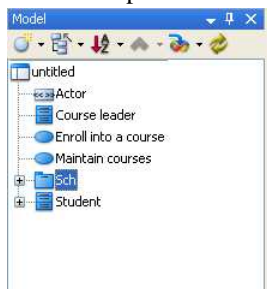 Model
untitled
Actor
Course leader
Enroll into a course
Maintain courses
Sch
Student